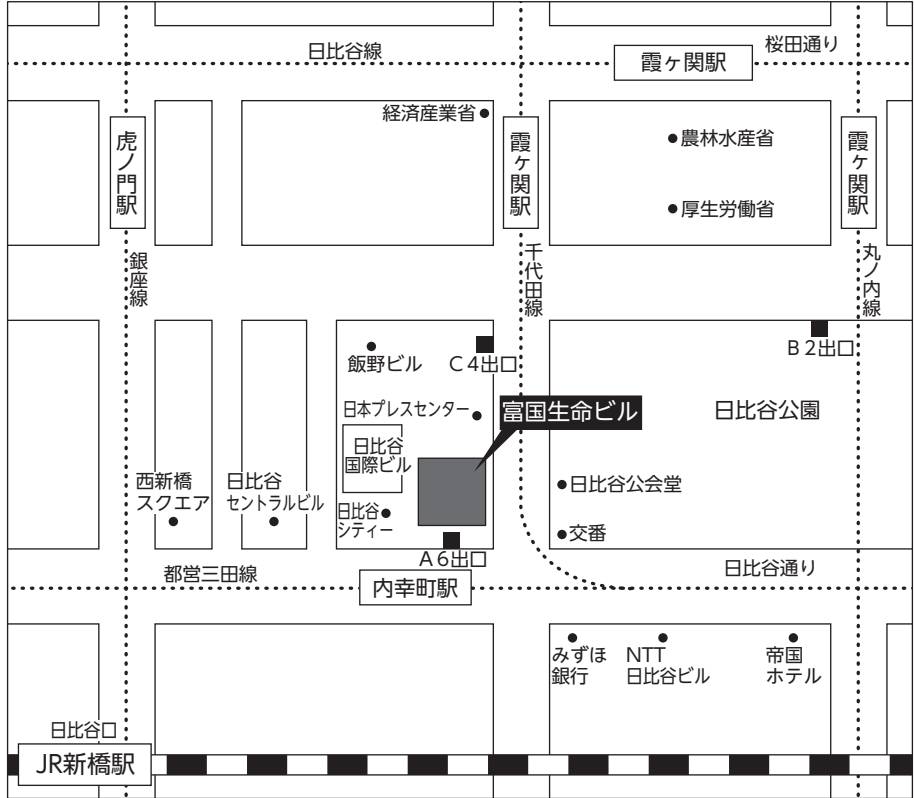 日比谷線
桜田通り
霞ヶ関駅
経済産業省
虎ノ門駅
霞ヶ関駅
農林水産省
霞ヶ関駅
厚生労働省
銀座線
千代田線
丸ノ内線
飯野ビル
C4出口
B2出口
日本プレスセンター
富国生命ビル
日比谷公園
日比谷
国際ビル
西新橋
スクエア
日比谷
セントラルビル
日比谷
シティー
日比谷公会堂
交番
A6出口
都営三田線
内幸町駅
日比谷通り
みずほ
銀行
NTT
日比谷ビル
帝国
ホテル
日比谷口
JR新橋駅